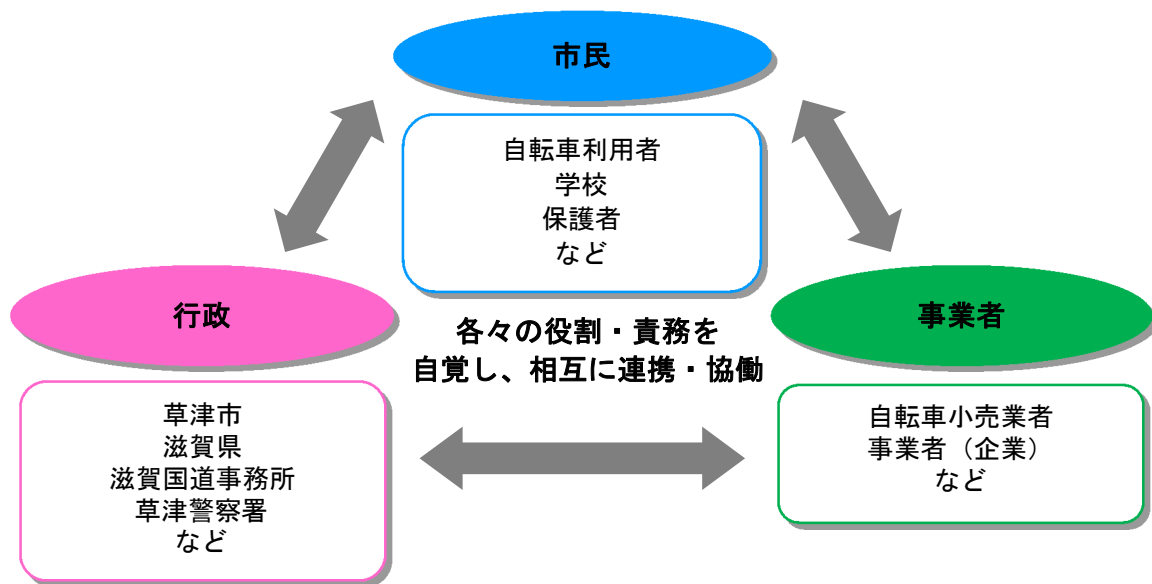 市民
自転車利用者
学校
保護者
など
行政
草津市
滋賀県
滋賀国道事務所
草津警察署
など
各々の役割・責務を
自覚し、相互に連携・協働
事業者
自転車小売業者
事業者（企業）
など